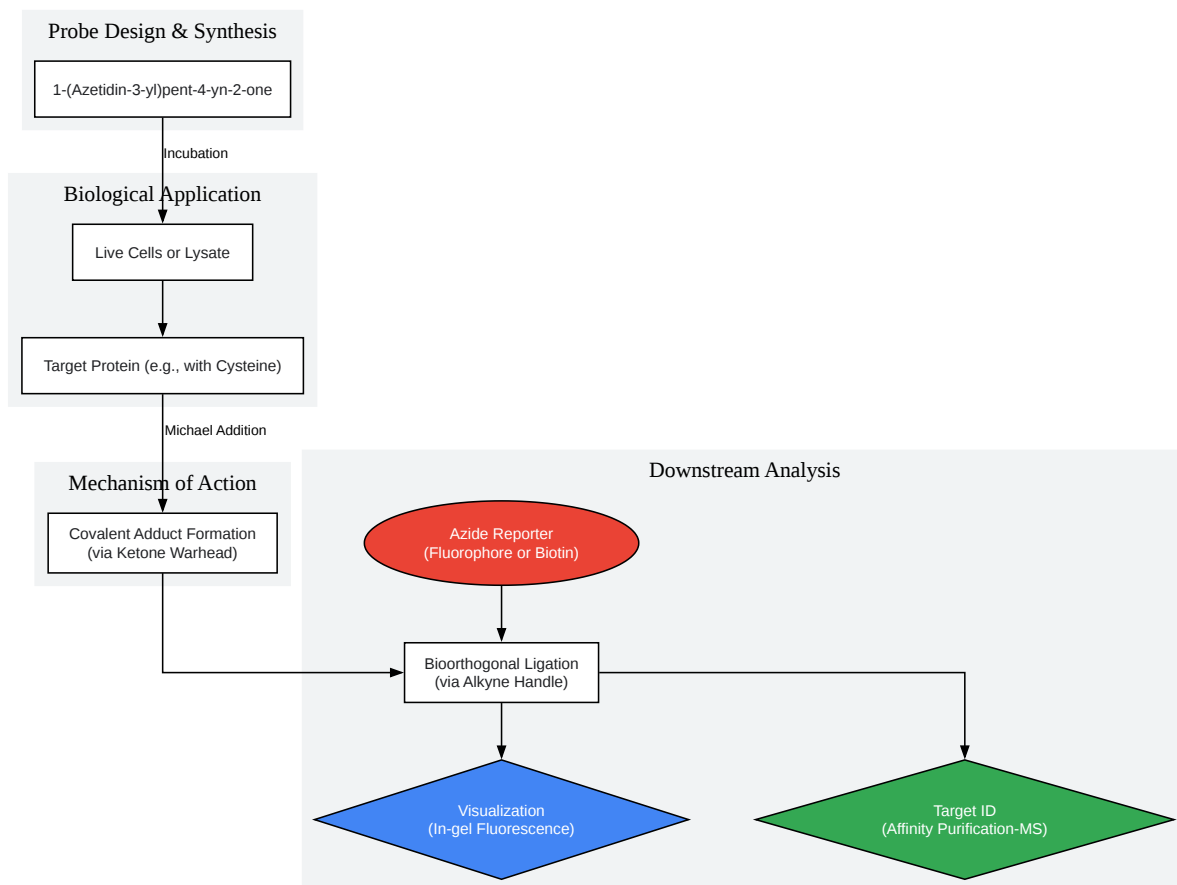 Probe Design & Synthesis
1-(Azetidin-3-yl)pent-4-yn-2-one
Incubation
Biological Application
Live Cells or Lysate
Target Protein (e.g., with Cysteine)
Michael Addition
Mechanism of Action
Covalent Adduct Formation
(via Ketone Warhead)
Downstream Analysis
Azide Reporter
(Fluorophore or Biotin)
Bioorthogonal Ligation
(via Alkyne Handle)
Visualization
(In-gel Fluorescence)
Target ID
(Affinity Purification-MS)